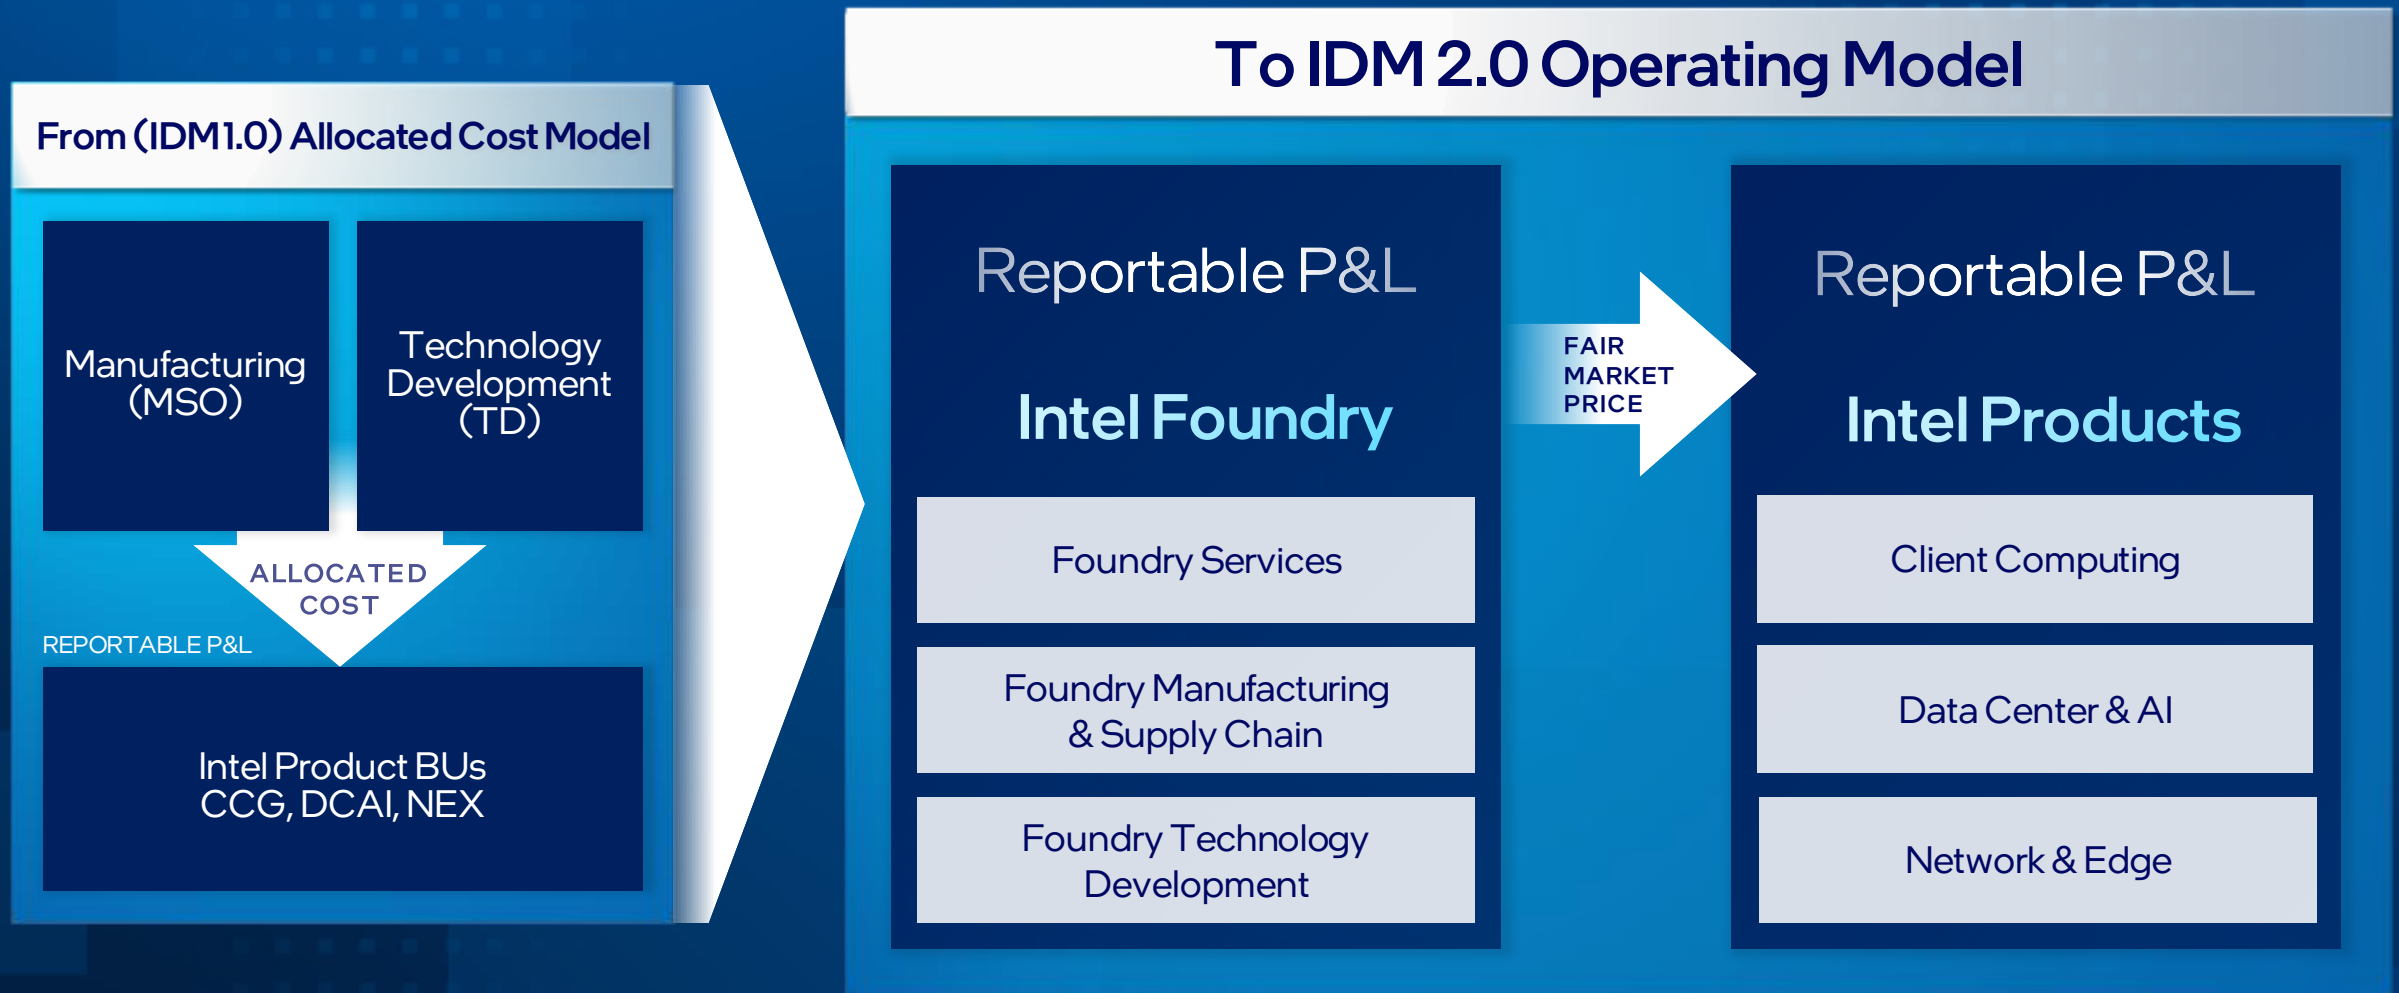 From (IDM1.0) Allocated Cost Model
Manufacturing
(MSO)
Technology
Development
(TD)
ALLOCATED
COST
REPORTABLE P&L
Intel Product BUs
CCG, DCAI, NEX
To IDM 2.0 Operating Model
Reportable P&L
Intel Foundry
Foundry Services
Foundry Manufacturing
& Supply Chain
Foundry Technology
Development
FAIR
MARKET
PRICE
Reportable P&L
Intel Products
Client Computing
Data Center & AI
Network & Edge